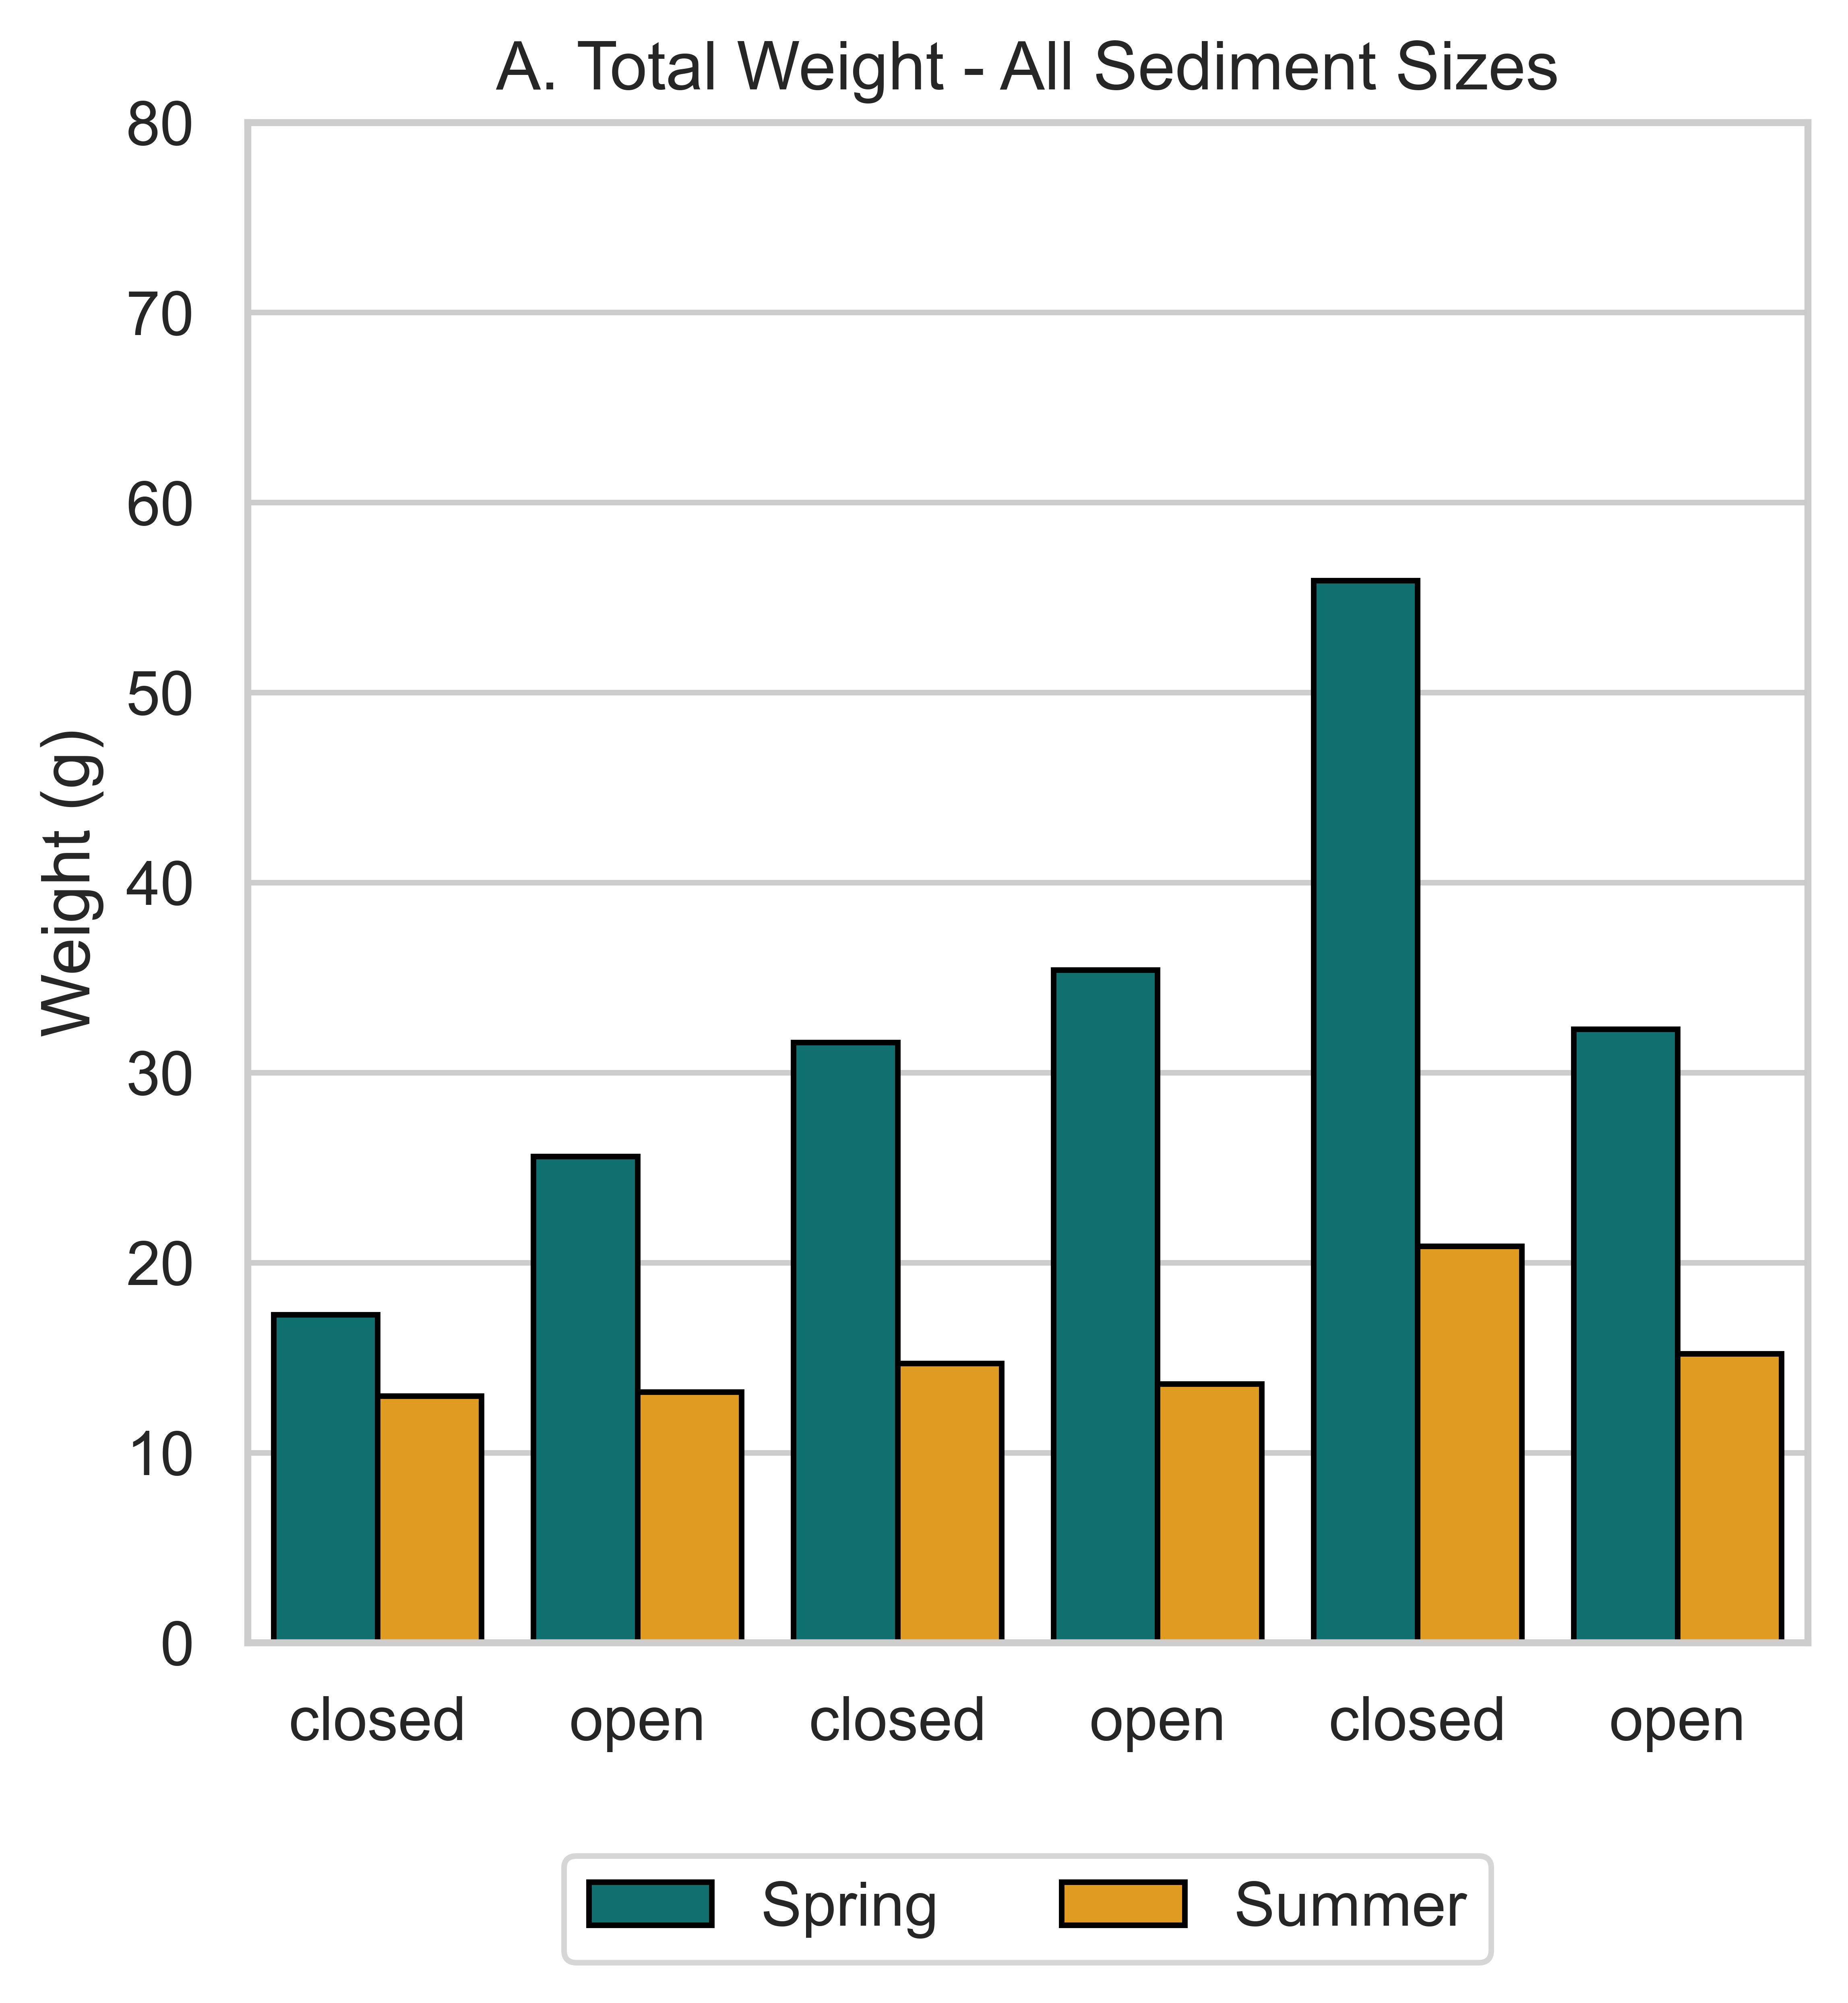 A. Total Weight - All Sediment Sizes
80
70
60
50
40
30
20
10
0
Weight (g)
closed open closed open closed open
Spring Summer